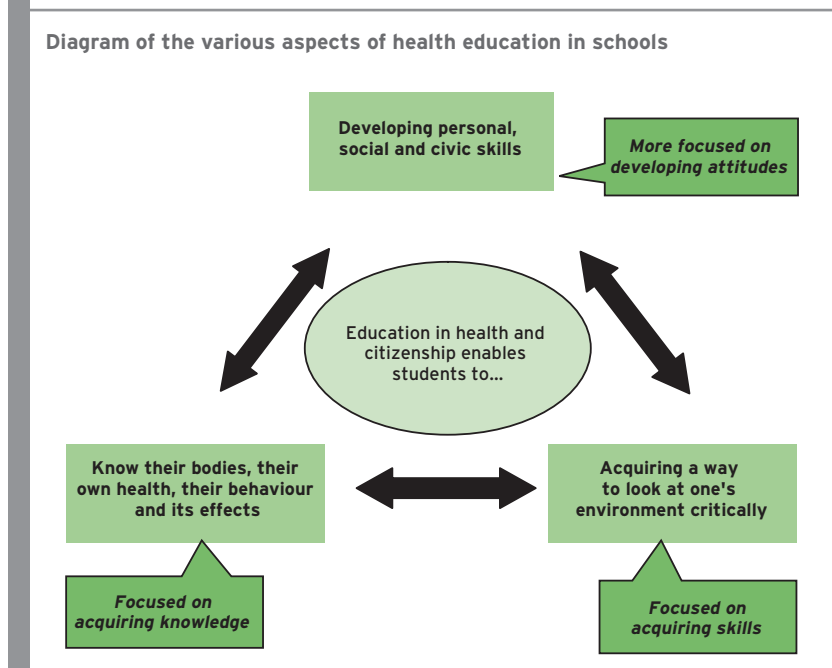 Diagram of the various aspects of health education in schools
Developing personal,
social and civic skills
More focused on
developing attitudes
Education in health and
citizenship enables
students to...
Know their bodies, their
own health, their behaviour
and its effects
Acquiring a way
to look at one's
environment critically
Focused on
acquiring knowledge
Focused on
acquiring skills